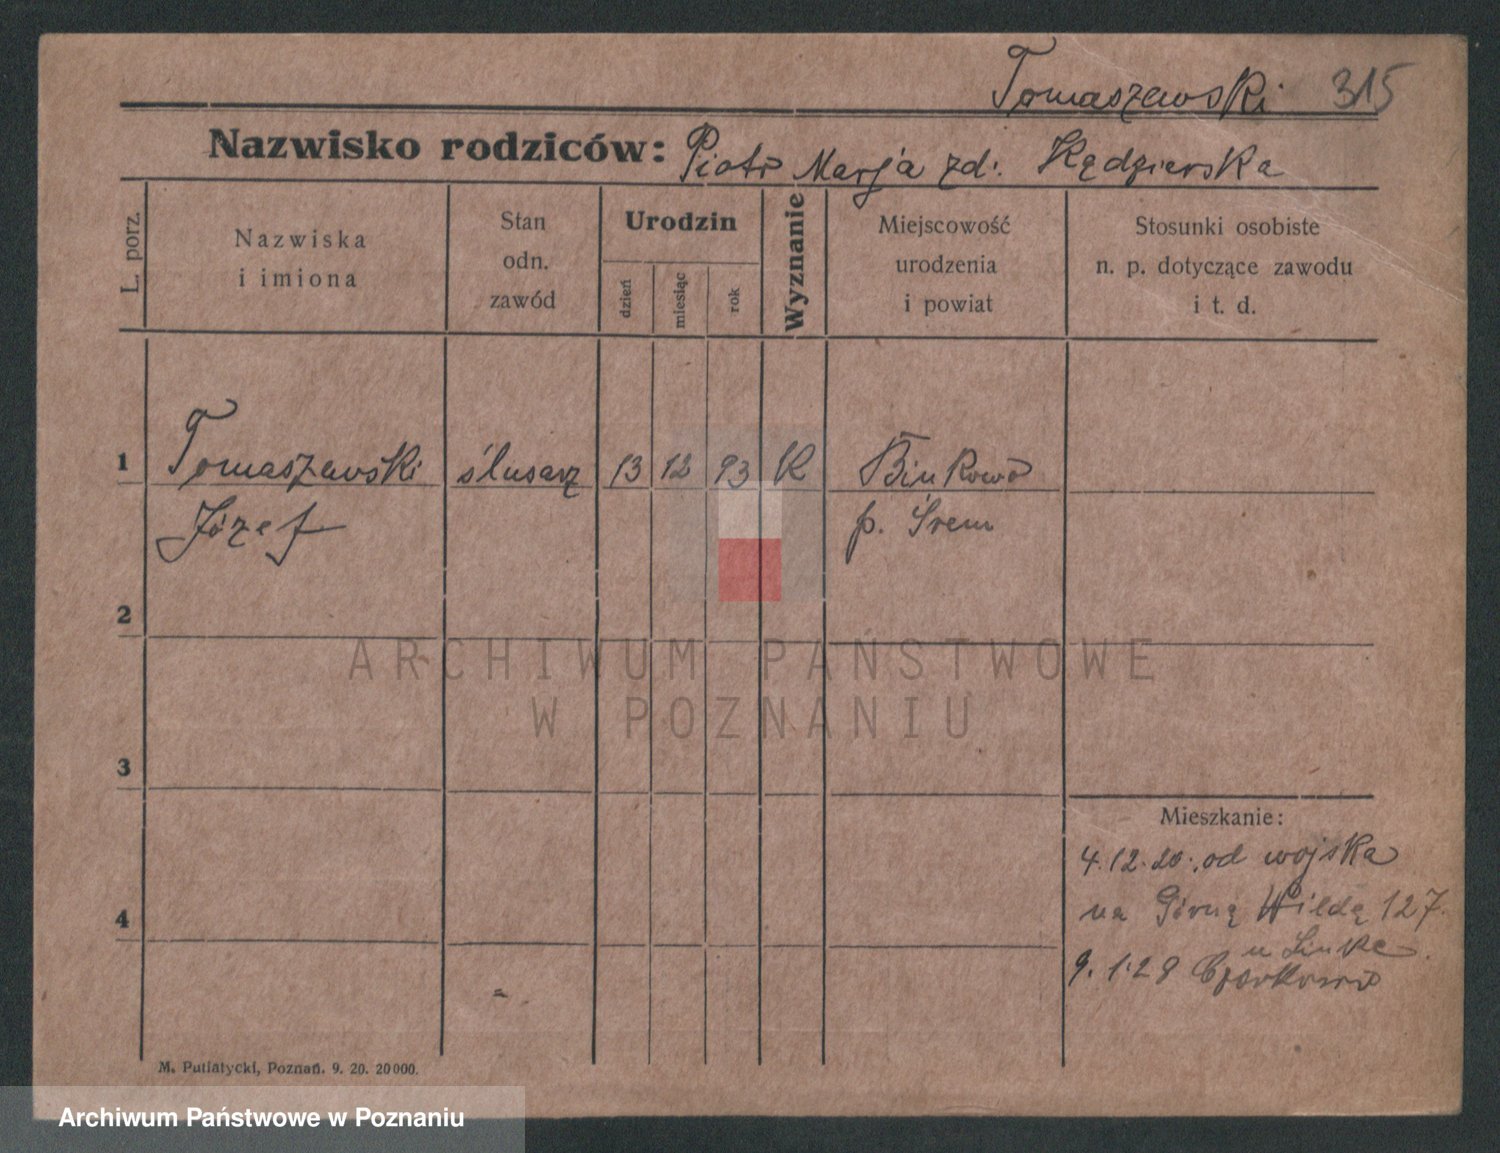 Tomaszewski 315
Nazwisko rodziców: Piotr Marja zd. Kędzierska
L. porz.
Nazwiska
i imiona
Stan
odn.
zawód
Urodzin
dzień
miesiąc
rok
Wyznanie
Miejscowość
urodzenia
i powiat
Stosunki osobiste
n. p. dotyczące zawodu
i t. d.
1 Tomaszewski ślusarz 13 12 93 K Binkowo
Józef p. Śrem
2
3
4
Mieszkanie:
4.12.20. od wojska
na Górną Wildę 127.
u Linke
9.1.28
M. Putiatycki, Poznań. 9. 20. 20000.
ARCHIWUM PAŃSTWOWE
W POZNANIU
Archiwum Państwowe w Poznaniu